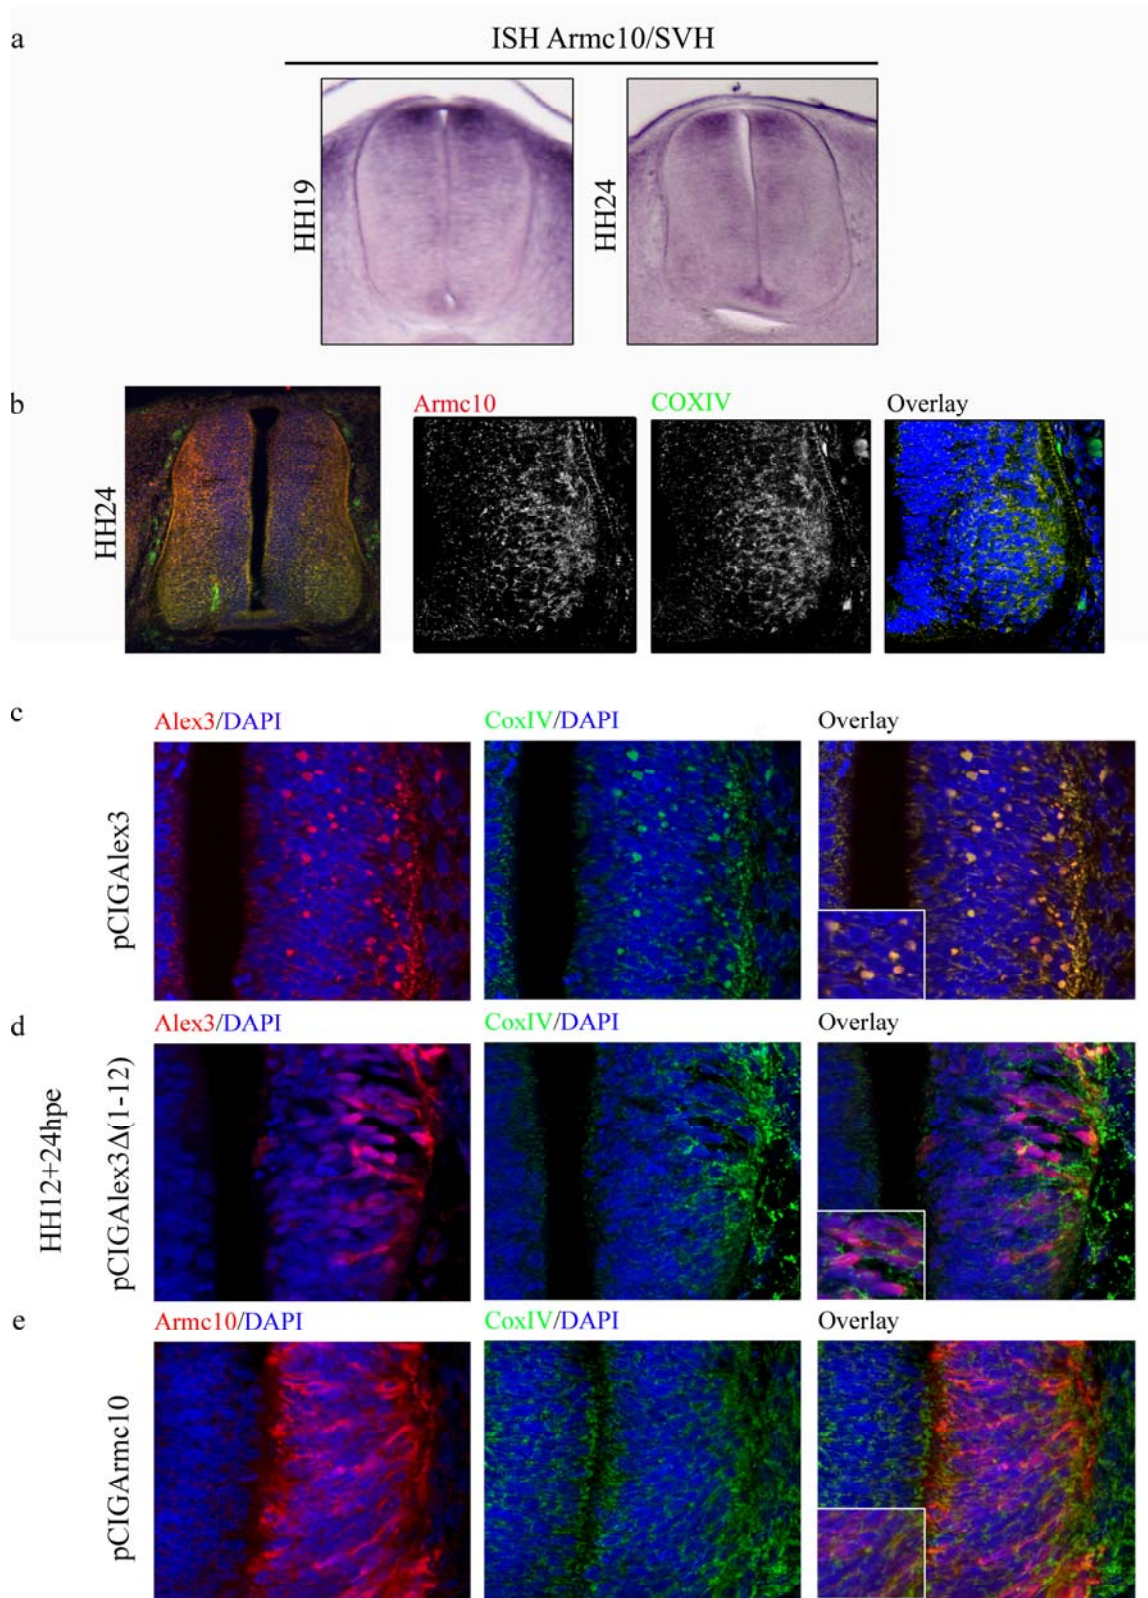 a
ISH Armc10/SVH
HH19
HH24
b
HH24
Armc10
COXIV
Overlay
c
pCIGAlex3
Alex3/DAPI
CoxIV/DAPI
Overlay
HH12+24hpe
d
pCIGAlex3Δ(1-12)
Alex3/DAPI
CoxIV/DAPI
Overlay
e
pCIGArmc10
Armc10/DAPI
CoxIV/DAPI
Overlay